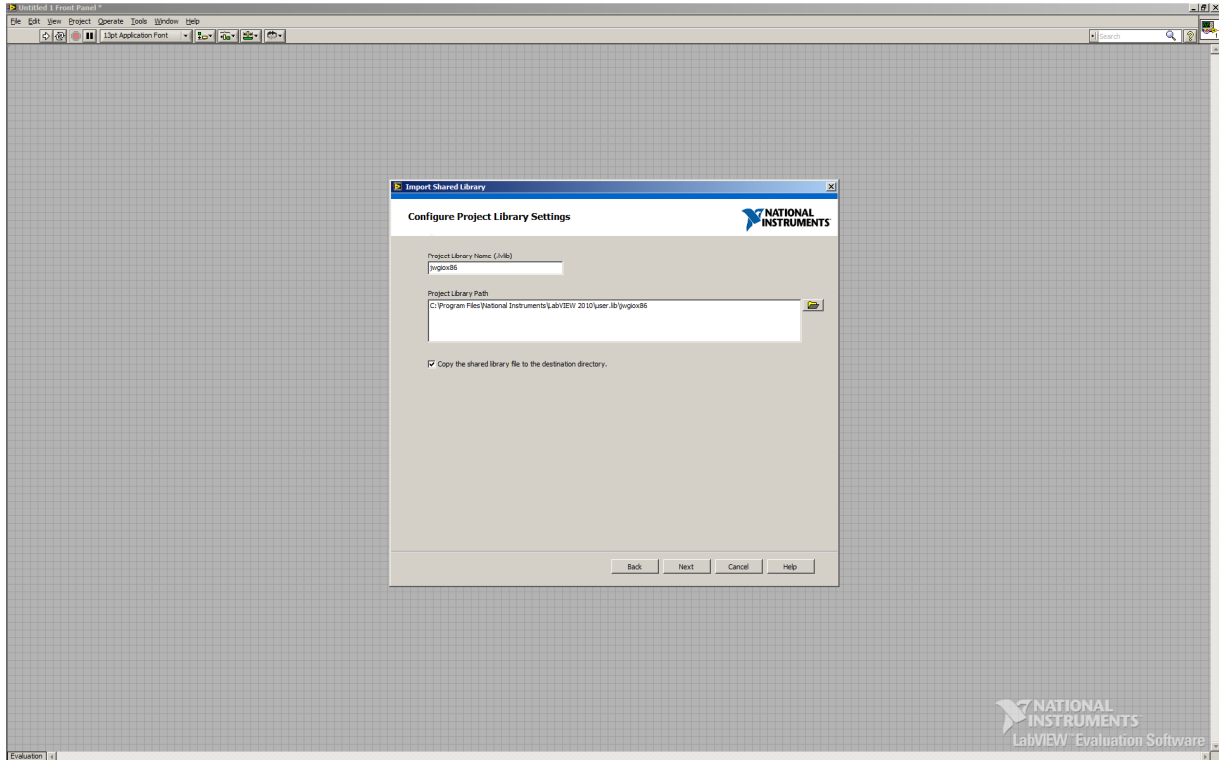 Untitled 1 Front Panel *
File Edit View Project Operate Tools Window Help
13pt Application Font
Search
Import Shared Library
Configure Project Library Settings
NATIONAL
INSTRUMENTS
Project Library Name (.lvlib)
jwgiox86
Project Library Path
C:\Program Files\National Instruments\LabVIEW 2010\user.lib\jwgiox86
Copy the shared library file to the destination directory.
Back Next Cancel Help
NATIONAL
INSTRUMENTS
LabVIEW™ Evaluation Software
Evaluation